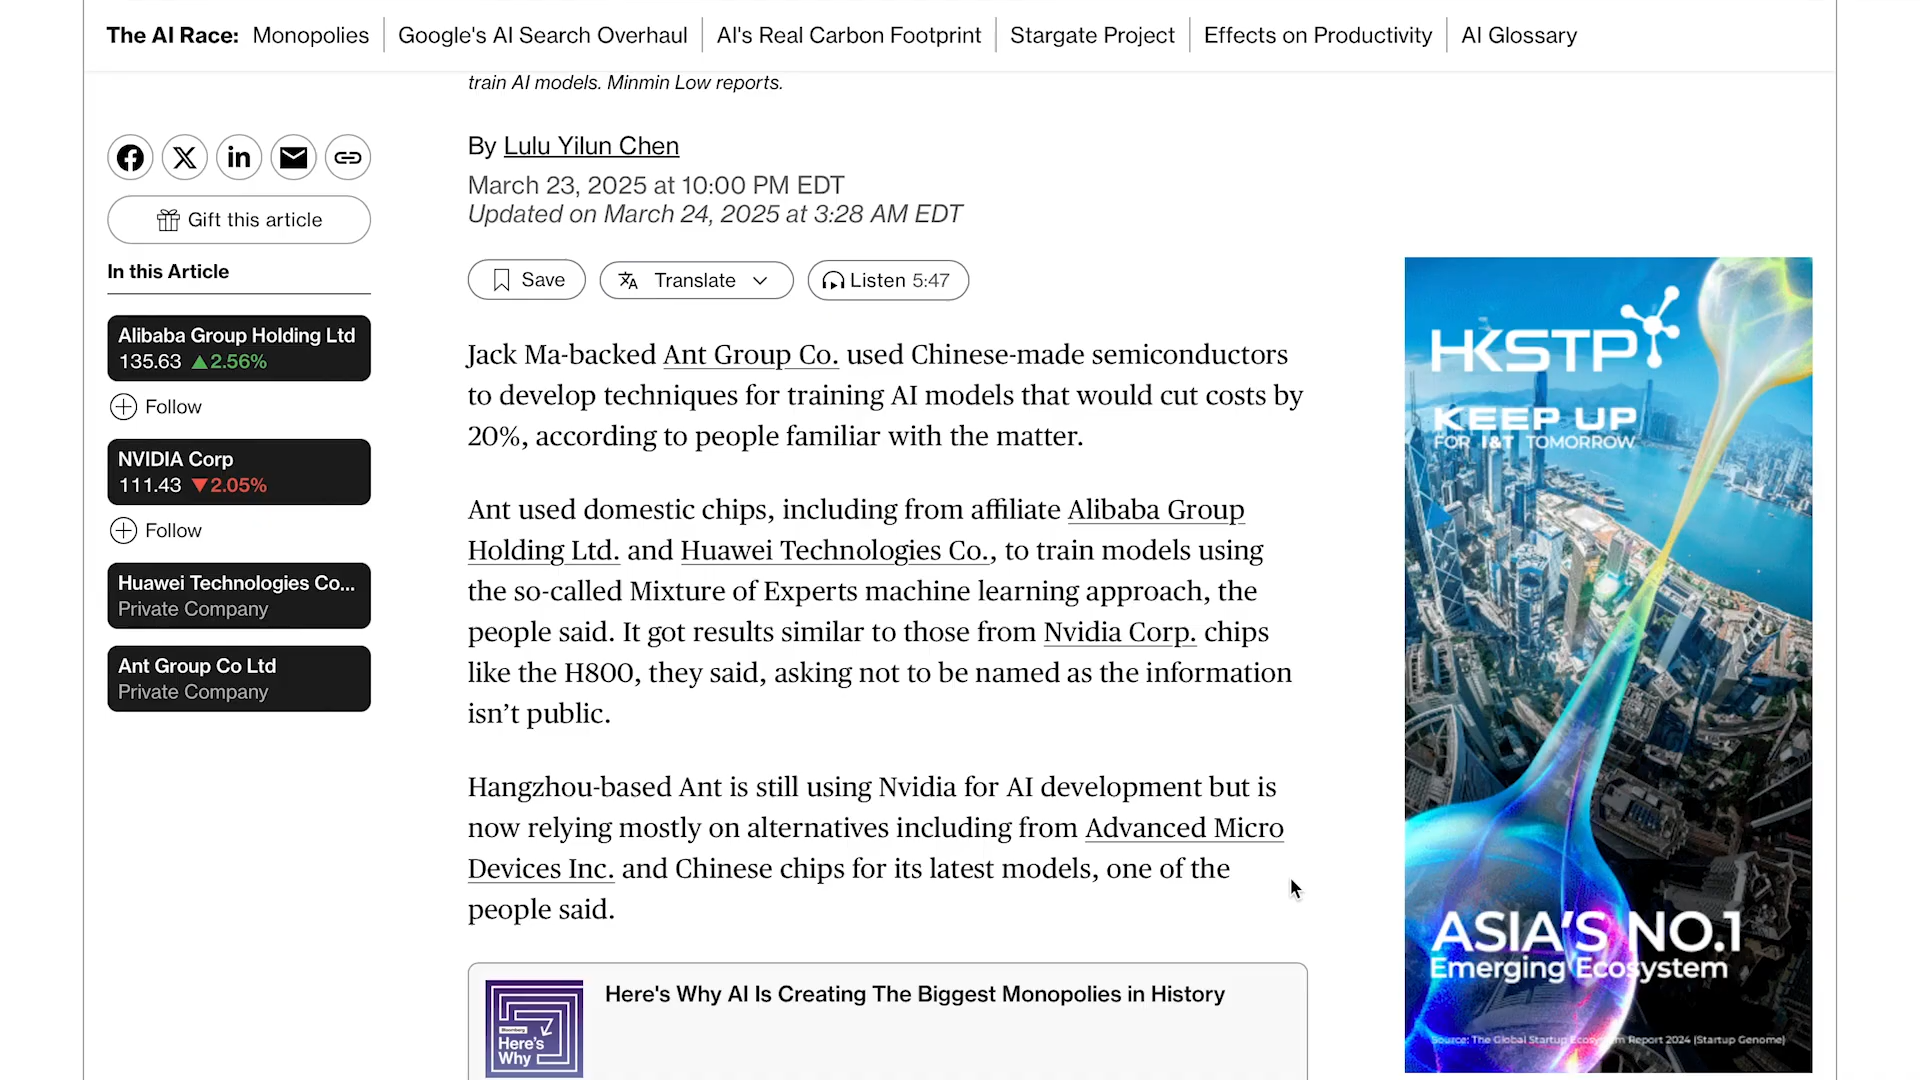 The AI Race: Monopolies Google's AI Search Overhaul AI's Real Carbon Footprint Stargate Project Effects on Productivity AI Glossary
train AI models. Minmin Low reports.
By Lulu Yilun Chen
March 23, 2025 at 10:00 PM EDT
Updated on March 24, 2025 at 3:28 AM EDT
Gift this article
In this Article
Alibaba Group Holding Ltd
135.63 ▲2.56%
Follow
NVIDIA Corp
111.43 ▼2.05%
Follow
Huawei Technologies Co...
Private Company
Ant Group Co Ltd
Private Company
Save Translate Listen 5:47
Jack Ma-backed Ant Group Co. used Chinese-made semiconductors
to develop techniques for training AI models that would cut costs by
20%, according to people familiar with the matter.
Ant used domestic chips, including from affiliate Alibaba Group
Holding Ltd. and Huawei Technologies Co., to train models using
the so-called Mixture of Experts machine learning approach, the
people said. It got results similar to those from Nvidia Corp. chips
like the H800, they said, asking not to be named as the information
isn't public.
Hangzhou-based Ant is still using Nvidia for AI development but is
now relying mostly on alternatives including from Advanced Micro
Devices Inc. and Chinese chips for its latest models, one of the
people said.
Bloomberg
Here's
Why
Here's Why AI Is Creating The Biggest Monopolies in History
HKSTP
KEEP UP
FOR I&T TOMORROW
ASIA'S NO.1
Emerging Ecosystem
Source: The Global Startup Ecosystem Report 2024 (Startup Genome)